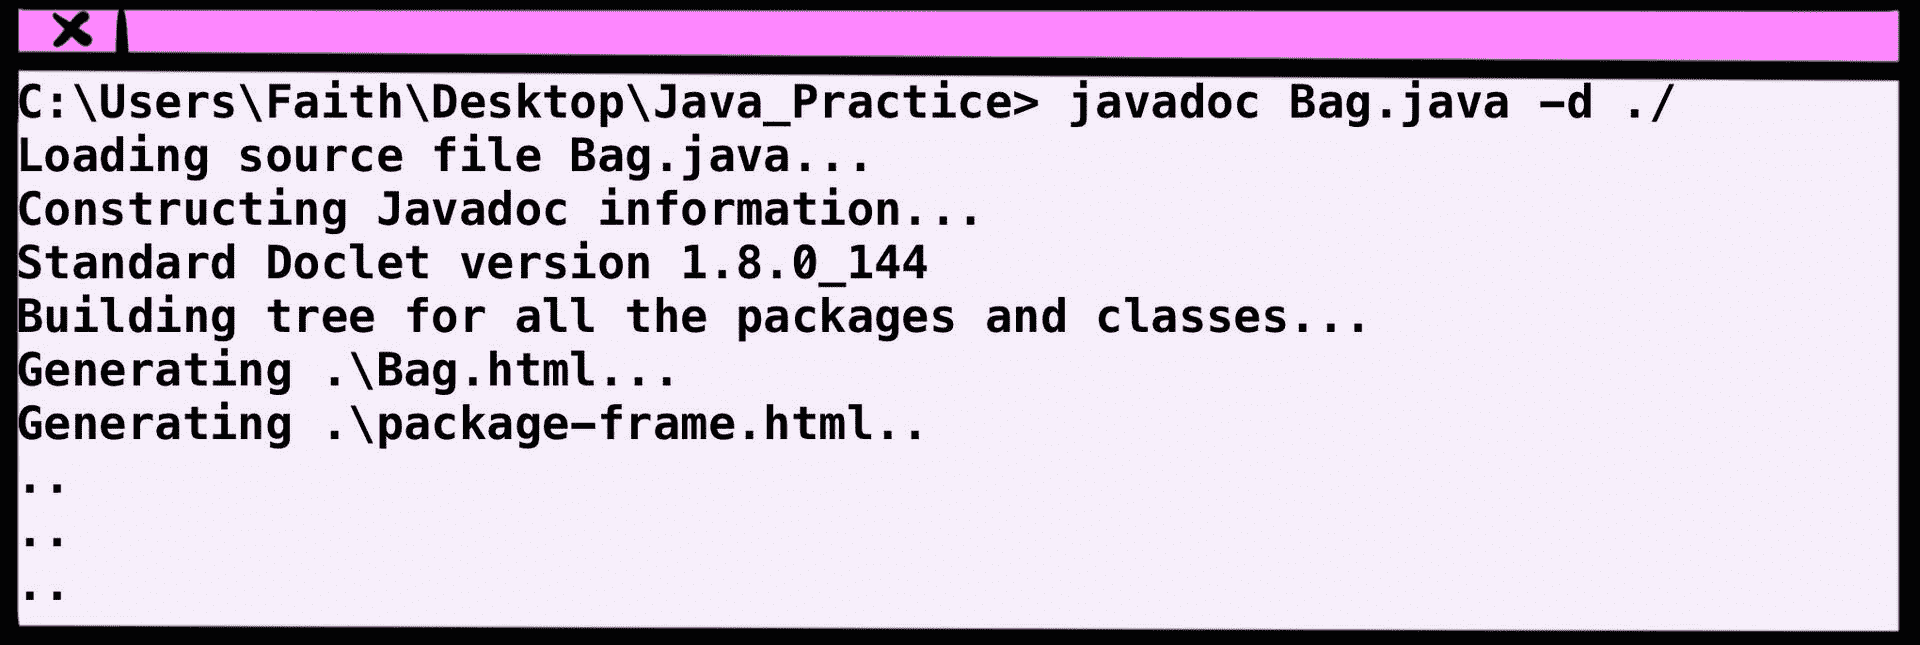 C:\Users\Faith\Desktop\Java_Practice> javadoc Bag.java -d ./
Loading source file Bag.java...
Constructing Javadoc information...
Standard Doclet version 1.8.0_144
Building tree for all the packages and classes...
Generating .\Bag.html...
Generating .\package-frame.html..
..
..
..